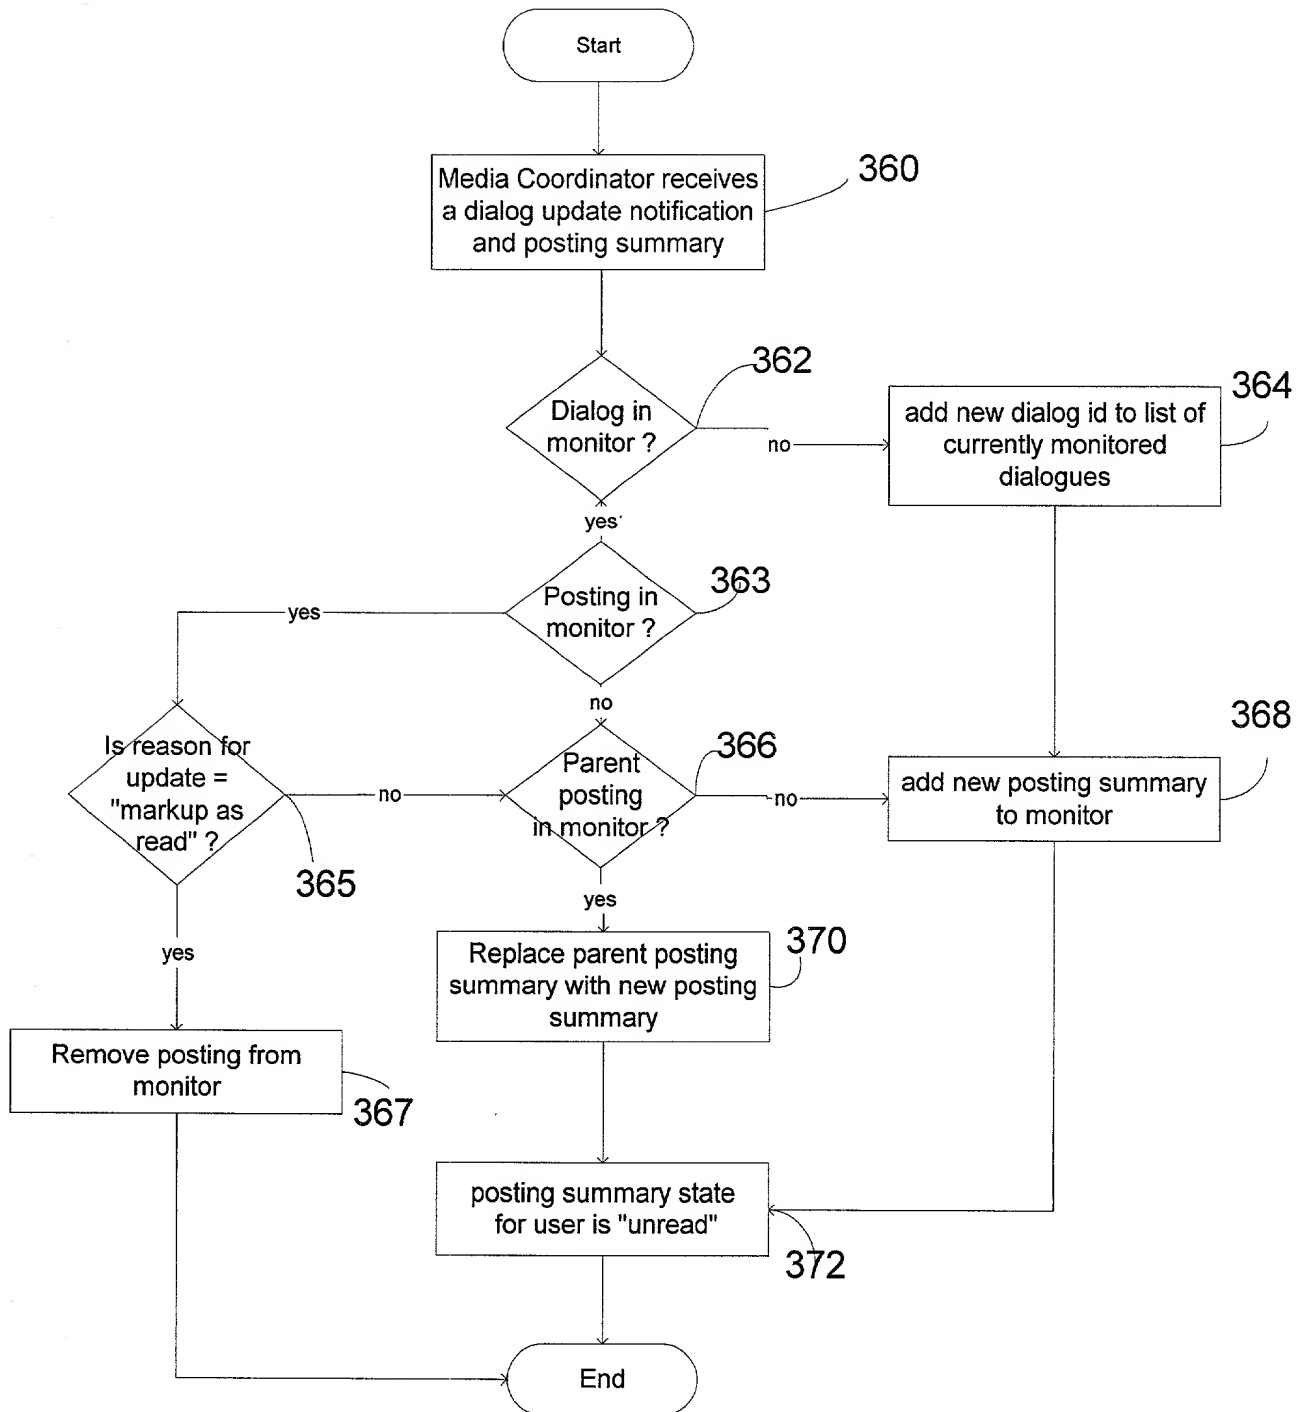 Start
Media Coordinator receives
a dialog update notification
and posting summary
360
Dialog in
monitor ?
362
no
add new dialog id to list of
currently monitored
dialogues
364
yes
Posting in
monitor ?
363
yes
no
Is reason for
update =
"markup as
read" ?
365
no
Parent
posting
in monitor ?
366
no
add new posting summary
to monitor
368
yes
yes
Replace parent posting
summary with new posting
summary
370
Remove posting from
monitor
367
posting summary state
for user is "unread"
372
End